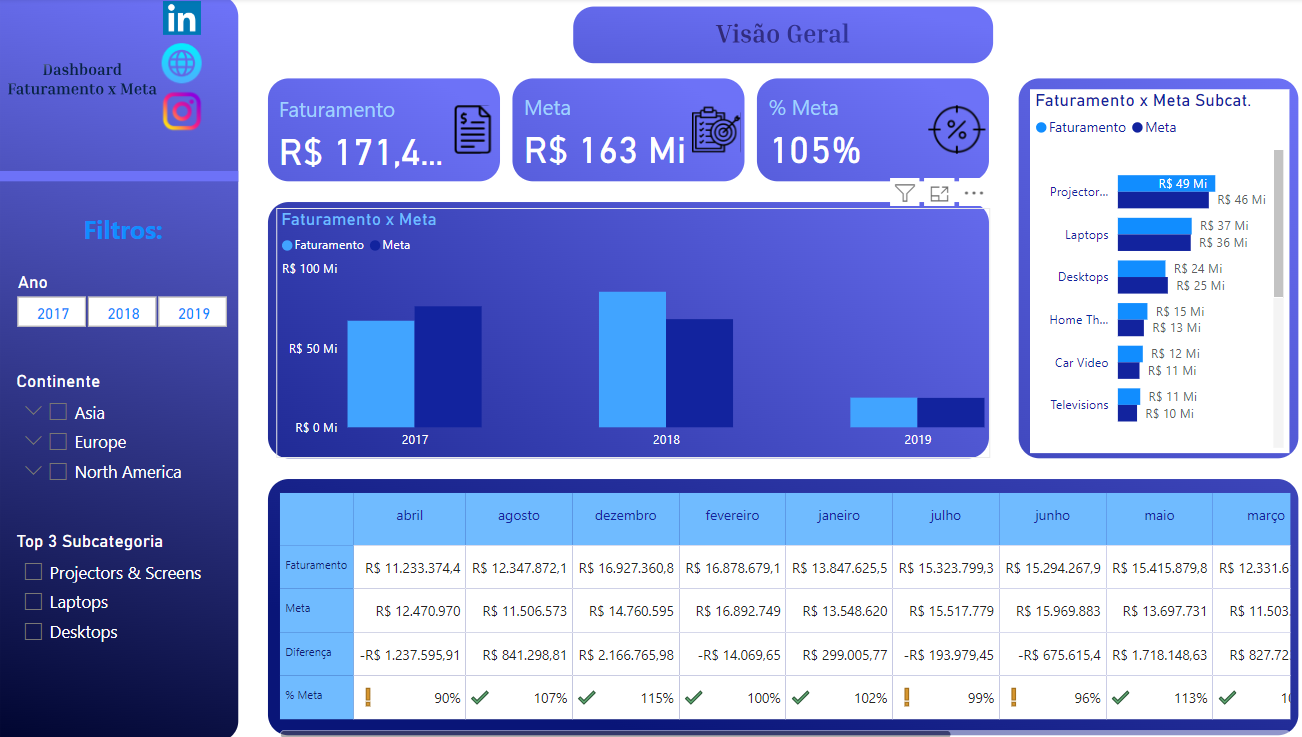 in
Dashboard
Faturamento x Meta
Filtros:
Ano
2017 2018 2019
Continente
Asia
Europe
North America
Top 3 Subcategoria
Projectors & Screens
Laptops
Desktops
Visão Geral
Faturamento
R$ 171,4...
$
Meta
R$ 163 Mi
% Meta
105%
%
Faturamento x Meta
Faturamento Meta
R$ 100 Mi
R$ 50 Mi
R$ 0 Mi
2017 2018 2019
Faturamento x Meta Subcat.
Faturamento Meta
Projector... R$ 49 Mi
R$ 46 Mi
Laptops R$ 37 Mi
R$ 36 Mi
Desktops R$ 24 Mi
R$ 25 Mi
Home Th... R$ 15 Mi
R$ 13 Mi
Car Video R$ 12 Mi
R$ 11 Mi
Televisions R$ 11 Mi
R$ 10 Mi
abril agosto dezembro fevereiro janeiro julho junho maio março
Faturamento R$ 11.233.374,4 R$ 12.347.872,1 R$ 16.927.360,8 R$ 16.878.679,1 R$ 13.847.625,5 R$ 15.323.799,3 R$ 15.294.267,9 R$ 15.415.879,8 R$ 12.331.6
Meta R$ 12.470.970 R$ 11.506.573 R$ 14.760.595 R$ 16.892.749 R$ 13.548.620 R$ 15.517.779 R$ 15.969.883 R$ 13.697.731 R$ 11.503.
Diferença -R$ 1.237.595,91 R$ 841.298,81 R$ 2.166.765,98 -R$ 14.069,65 R$ 299.005,77 -R$ 193.979,45 -R$ 675.615,4 R$ 1.718.148,63 R$ 827.72
% Meta 90% 107% 115% 100% 102% 99% 96% 113%